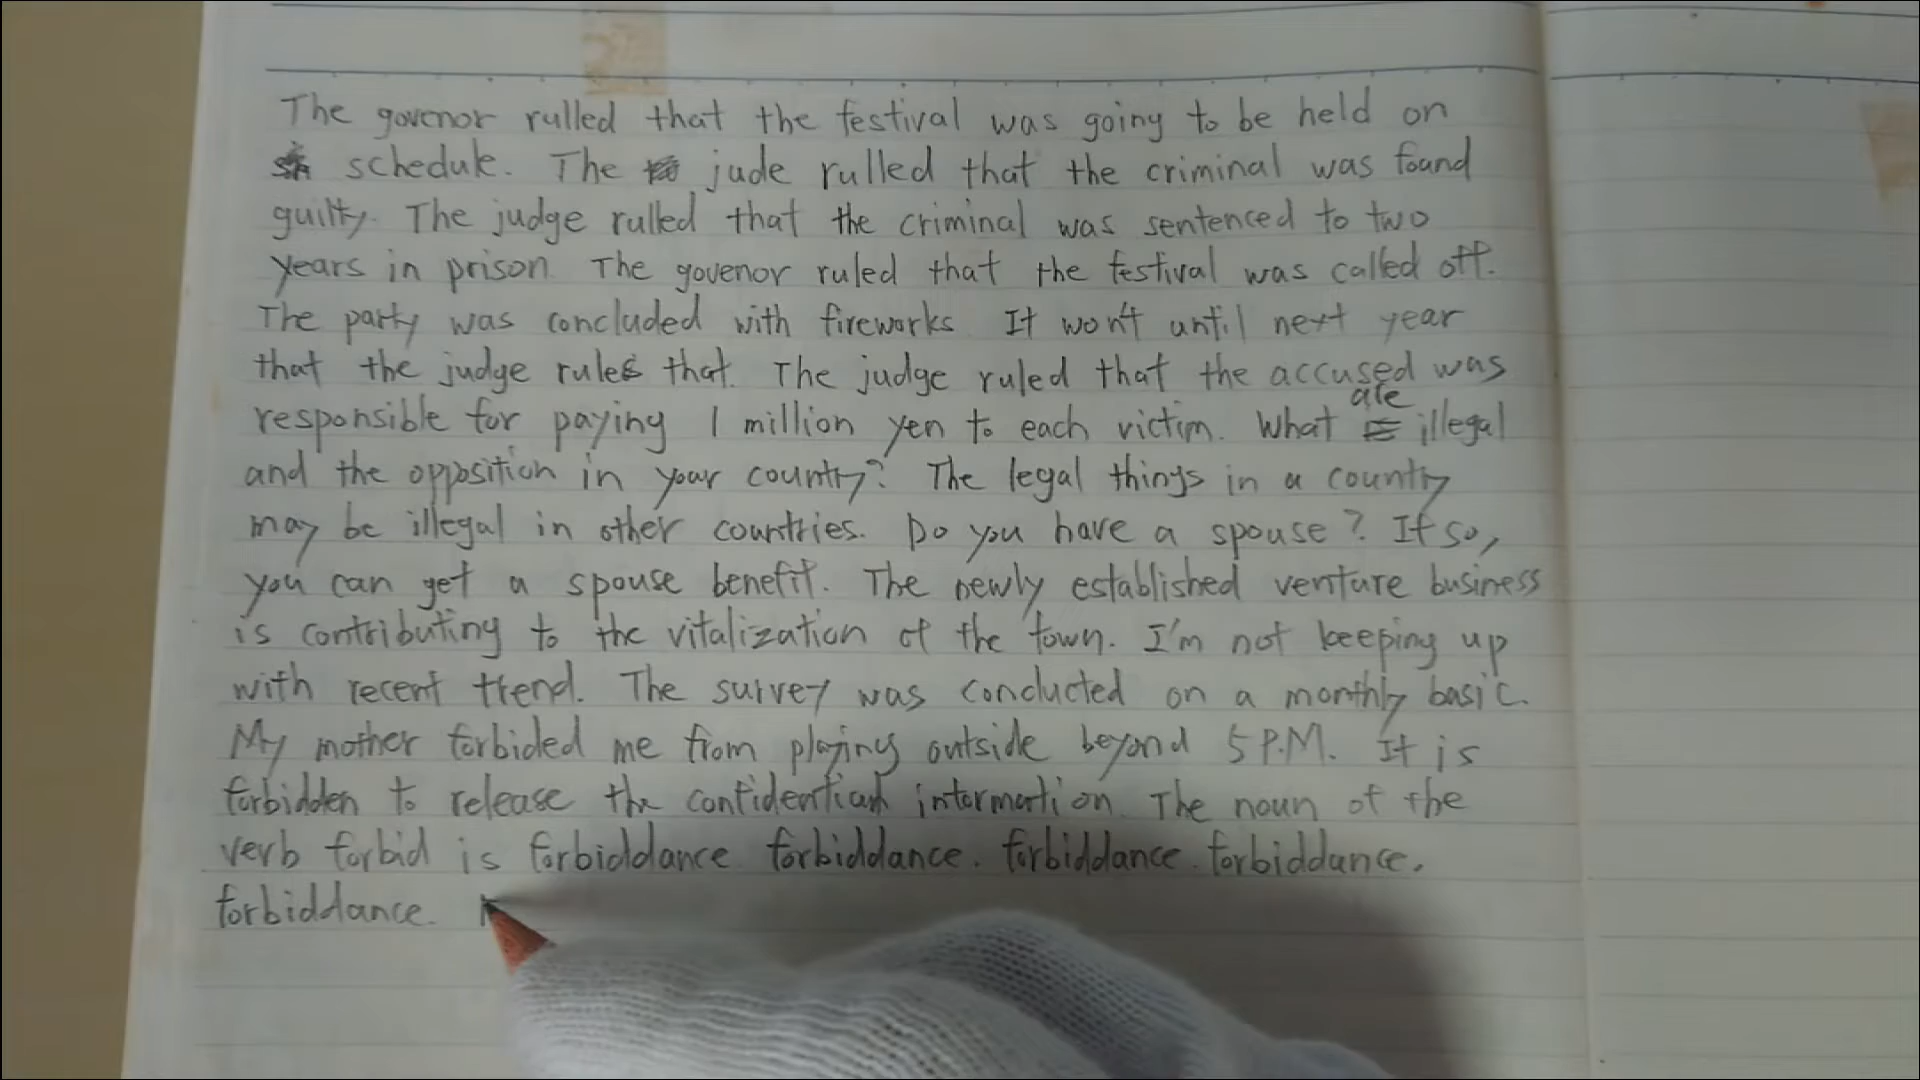 The govenor rulled that the festival was going to be held on
schedule. The jude rulled that the criminal was found
guilty. The judge rulled that the criminal was sentenced to two
years in prison. The govenor ruled that the festival was called off.
The party was concluded with fireworks. It won't until next year
that the judge rules that. The judge ruled that the accused was
responsible for paying 1 million yen to each victim. What are illegal
and the opposition in your country? The legal things in a country
may be illegal in other countries. Do you have a spouse? If so,
you can get a spouse benefit. The newly established venture business
is contributing to the vitalization of the town. I'm not keeping up
with recent trend. The survey was conducted on a monthly basic.
My mother forbided me from playing outside beyond 5 P.M. It is
forbidden to release the confidential information. The noun of the
verb forbid is forbiddance. forbiddance. forbiddance. forbiddance.
forbiddance.